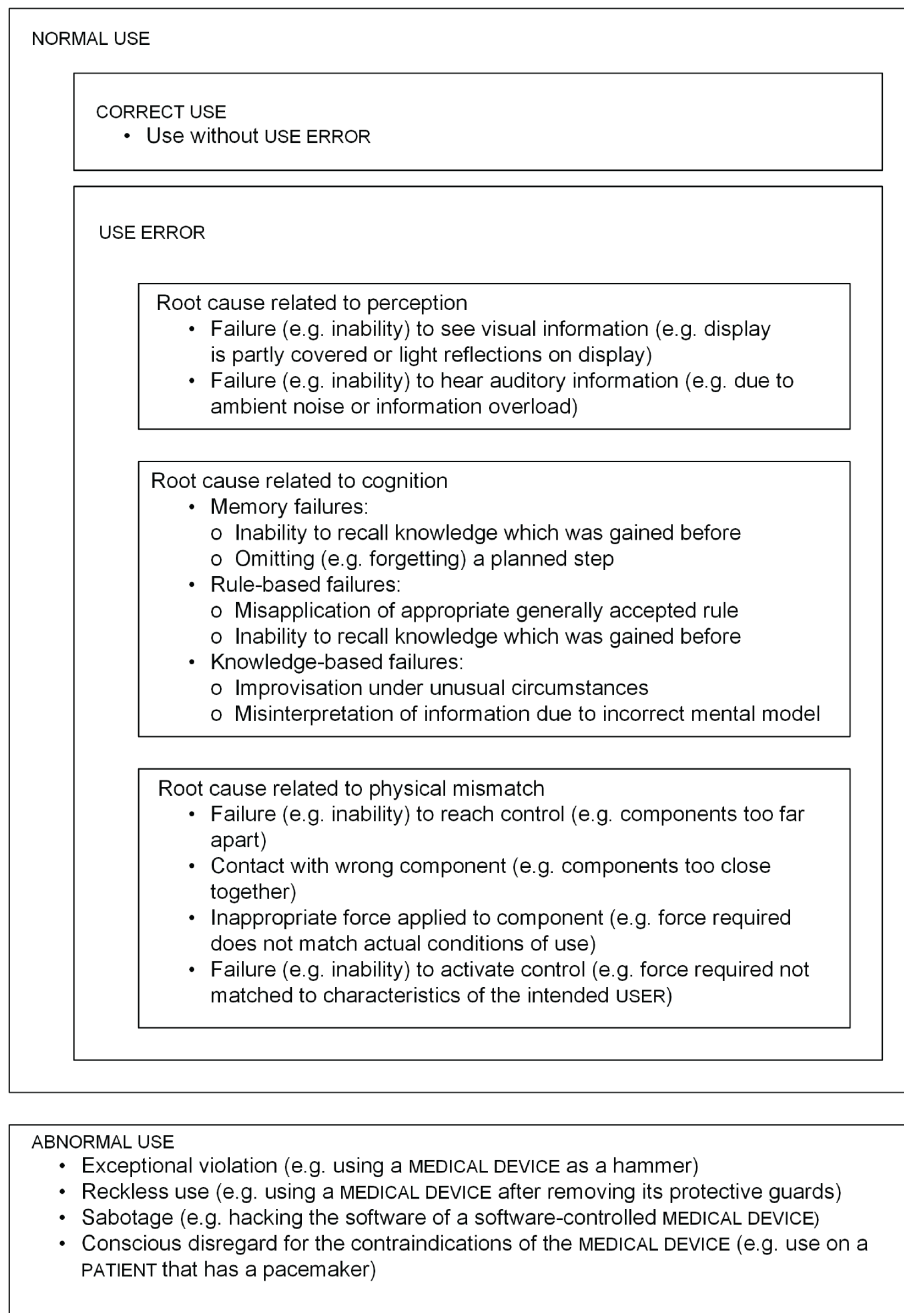 NORMAL USE
CORRECT USE
• Use without USE ERROR
USE ERROR
Root cause related to perception
• Failure (e.g. inability) to see visual information (e.g. display
is partly covered or light reflections on display)
• Failure (e.g. inability) to hear auditory information (e.g. due to
ambient noise or information overload)
Root cause related to cognition
• Memory failures:
o Inability to recall knowledge which was gained before
o Omitting (e.g. forgetting) a planned step
• Rule-based failures:
o Misapplication of appropriate generally accepted rule
o Inability to recall knowledge which was gained before
• Knowledge-based failures:
o Improvisation under unusual circumstances
o Misinterpretation of information due to incorrect mental model
Root cause related to physical mismatch
• Failure (e.g. inability) to reach control (e.g. components too far
apart)
• Contact with wrong component (e.g. components too close
together)
• Inappropriate force applied to component (e.g. force required
does not match actual conditions of use)
• Failure (e.g. inability) to activate control (e.g. force required not
matched to characteristics of the intended USER)
ABNORMAL USE
• Exceptional violation (e.g. using a MEDICAL DEVICE as a hammer)
• Reckless use (e.g. using a MEDICAL DEVICE after removing its protective guards)
• Sabotage (e.g. hacking the software of a software-controlled MEDICAL DEVICE)
• Conscious disregard for the contraindications of the MEDICAL DEVICE (e.g. use on a
PATIENT that has a pacemaker)